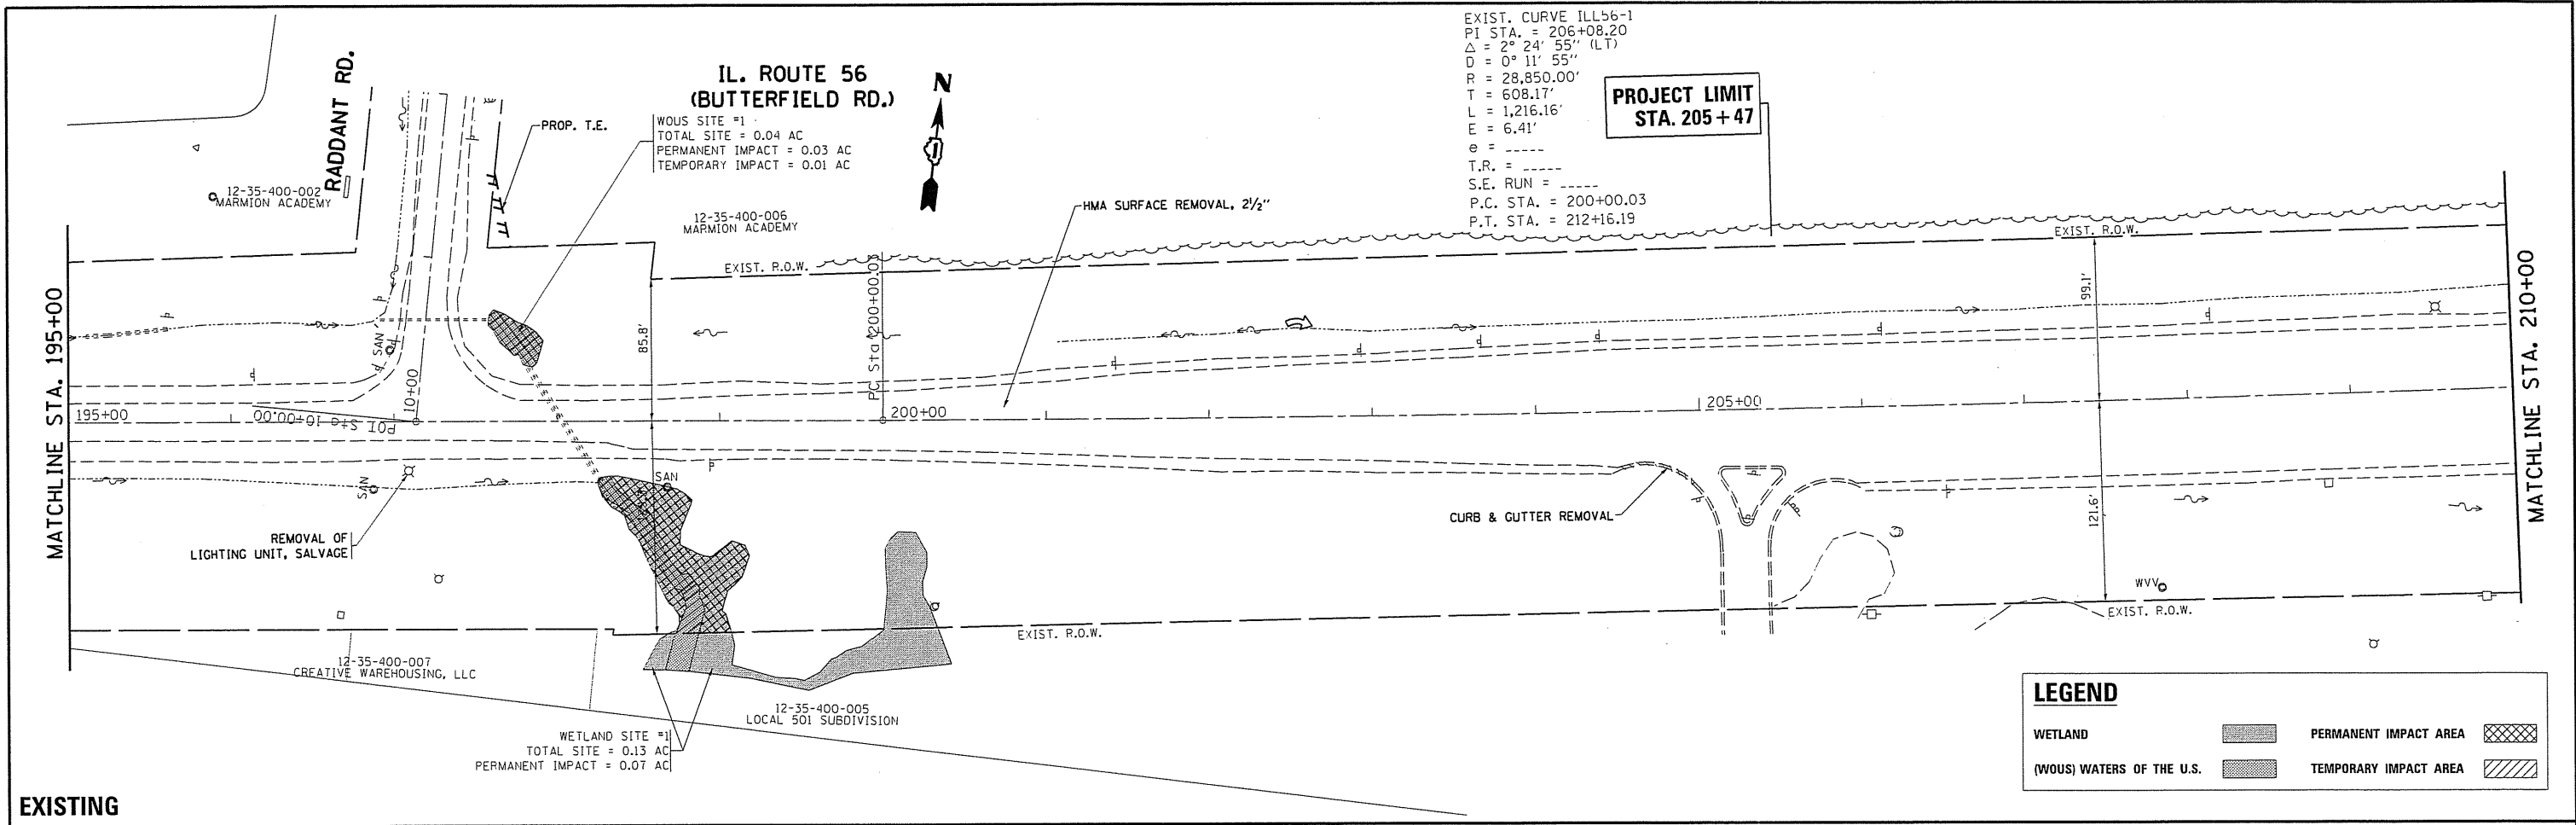 EXIST. CURVE ILL56-1
PI STA. = 206+08.20
Δ = 2° 24' 55" (LT)
D = 0° 11' 55"
R = 28,850.00'
T = 608.17'
L = 1,216.16'
E = 6.41'
e = _____
T.R. = _____
S.E. RUN = _____
P.C. STA. = 200+00.03
P.T. STA. = 212+16.19
PROJECT LIMIT
STA. 205+47
IL. ROUTE 56
(BUTTERFIELD RD.)
N
RADDANT RD.
PROP. T.E.
WOUS SITE #1
TOTAL SITE = 0.04 AC
PERMANENT IMPACT = 0.03 AC
TEMPORARY IMPACT = 0.01 AC
12-35-400-002
MARMION ACADEMY
12-35-400-006
MARMION ACADEMY
HMA SURFACE REMOVAL, 2½"
EXIST. R.O.W.
EXIST. R.O.W.
MATCHLINE STA. 195+00
MATCHLINE STA. 210+00
85.8'
99.1'
PC Sta 200+00.03
SAN
10+00
195+00
POT Sta 10+00.00
200+00
205+00
SAN
SAN
REMOVAL OF
LIGHTING UNIT, SALVAGE
CURB & GUTTER REMOVAL
121.6'
WVV
EXIST. R.O.W.
EXIST. R.O.W.
12-35-400-007
CREATIVE WAREHOUSING, LLC
12-35-400-005
LOCAL 501 SUBDIVISION
WETLAND SITE #1
TOTAL SITE = 0.13 AC
PERMANENT IMPACT = 0.07 AC
LEGEND
WETLAND
PERMANENT IMPACT AREA
(WOUS) WATERS OF THE U.S.
TEMPORARY IMPACT AREA
EXISTING